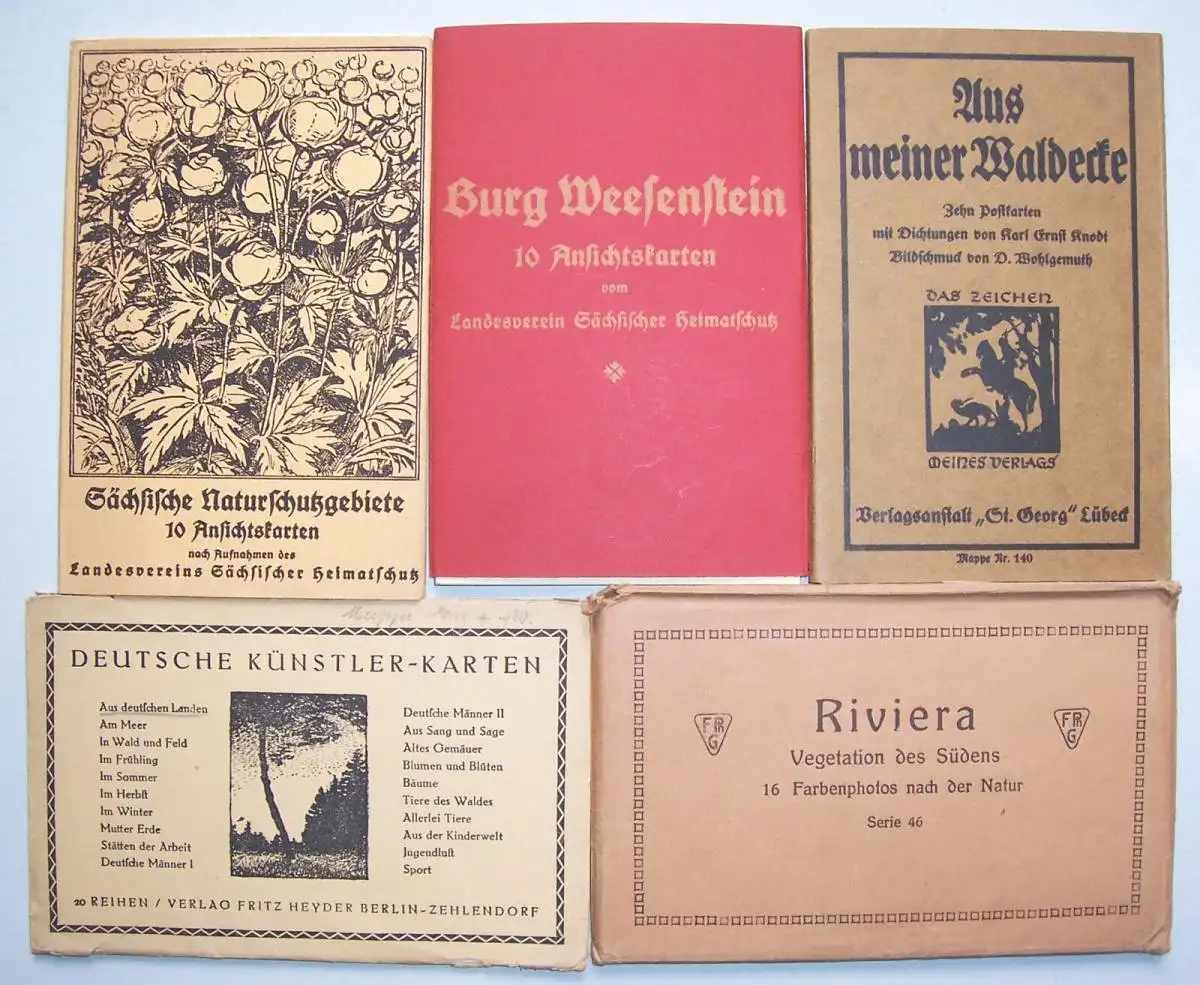 Sächsische Naturschutzgebiete
10 Ansichtskarten
nach Aufnahmen des
Landesvereins Sächsischer Heimatschutz
Burg Weesenstein
10 Ansichtskarten
vom
Landesverein Sächsischer Heimatschutz
Aus
meiner Waldecke
Zehn Postkarten
mit Dichtungen von Karl Ernst Knodt
Bildschmuck von D. Wohlgemuth
DAS ZEICHEN
MEINES VERLAGS
Verlagsanstalt „St. Georg“ Lübeck
Mappe Nr. 140
DEUTSCHE KÜNSTLER-KARTEN
Aus deutschen Landen
Am Meer
In Wald und Feld
Im Frühling
Im Sommer
Im Herbst
Im Winter
Mutter Erde
Stätten der Arbeit
Deutsche Männer I
Deutsche Männer II
Aus Sang und Sage
Altes Gemäuer
Blumen und Blüten
Bäume
Tiere des Waldes
Allerlei Tiere
Aus der Kinderwelt
Jugendlust
Sport
20 REIHEN / VERLAG FRITZ HEYDER BERLIN-ZEHLENDORF
Riviera
Vegetation des Südens
16 Farbenphotos nach der Natur
Serie 46